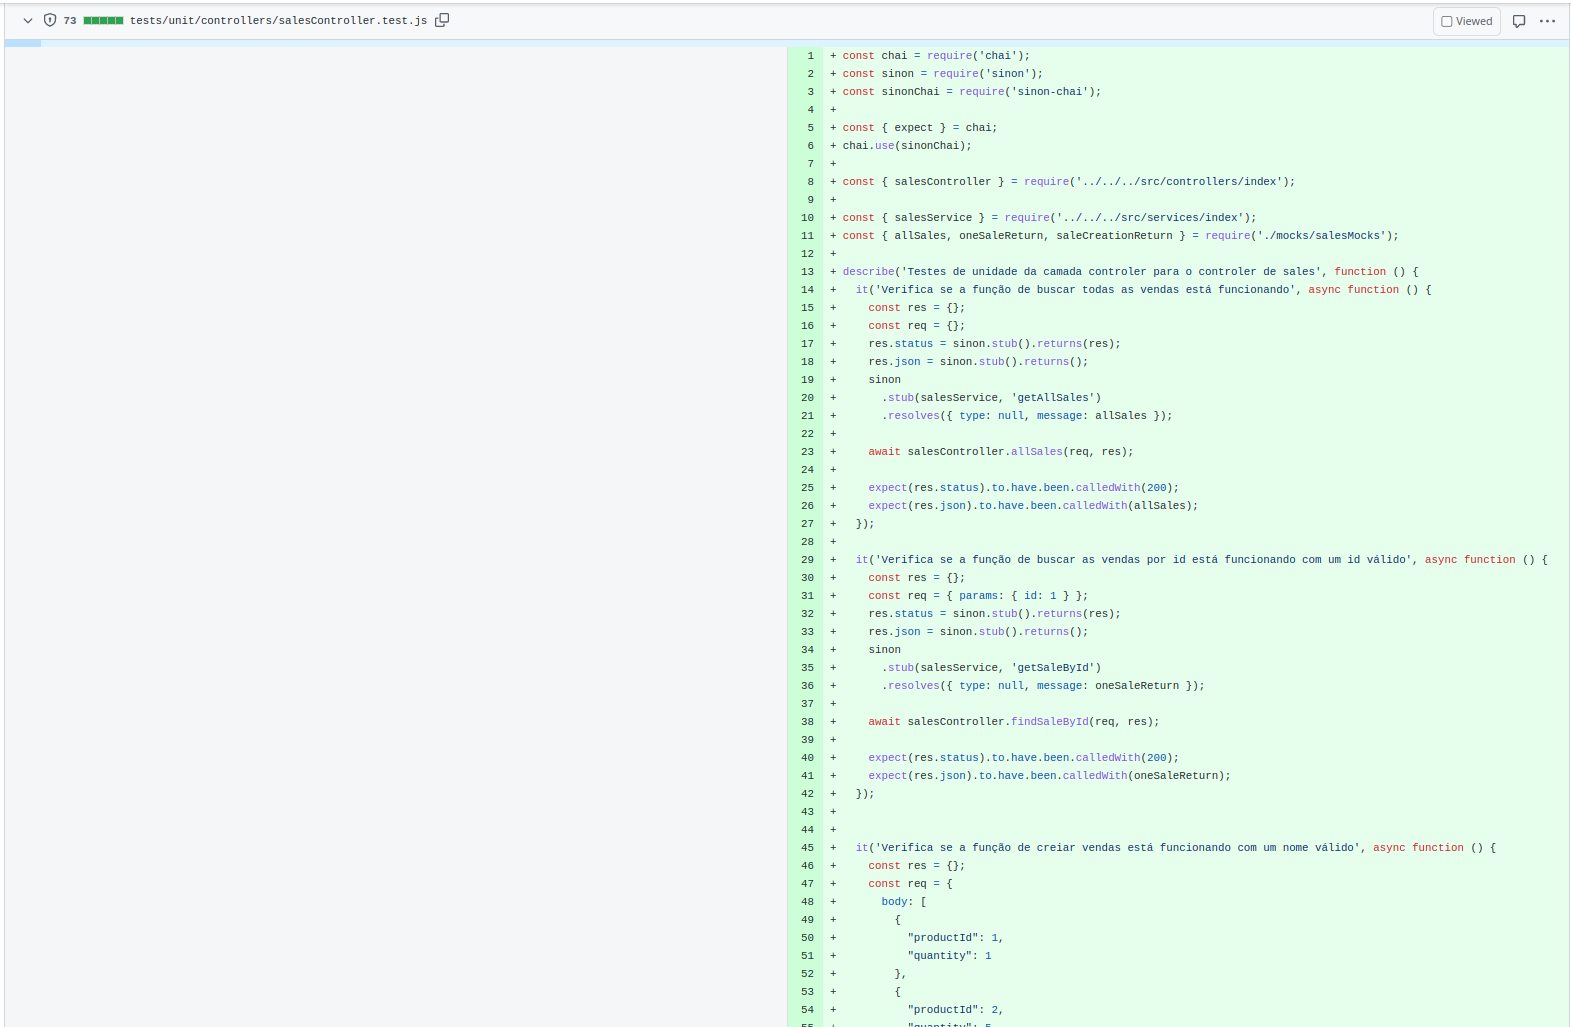 73 tests/unit/controllers/salesController.test.js Viewed
1 + const chai = require('chai');
2 + const sinon = require('sinon');
3 + const sinonChai = require('sinon-chai');
4 +
5 + const { expect } = chai;
6 + chai.use(sinonChai);
7 +
8 + const { salesController } = require('../../../src/controllers/index');
9 +
10 + const { salesService } = require('../../../src/services/index');
11 + const { allSales, oneSaleReturn, saleCreationReturn } = require('./mocks/salesMocks');
12 +
13 + describe('Testes de unidade da camada controler para o controler de sales', function () {
14 + it('Verifica se a função de buscar todas as vendas está funcionando', async function () {
15 + const res = {};
16 + const req = {};
17 + res.status = sinon.stub().returns(res);
18 + res.json = sinon.stub().returns();
19 + sinon
20 + .stub(salesService, 'getAllSales')
21 + .resolves({ type: null, message: allSales });
22 +
23 + await salesController.allSales(req, res);
24 +
25 + expect(res.status).to.have.been.calledWith(200);
26 + expect(res.json).to.have.been.calledWith(allSales);
27 + });
28 +
29 + it('Verifica se a função de buscar as vendas por id está funcionando com um id válido', async function () {
30 + const res = {};
31 + const req = { params: { id: 1 } };
32 + res.status = sinon.stub().returns(res);
33 + res.json = sinon.stub().returns();
34 + sinon
35 + .stub(salesService, 'getSaleById')
36 + .resolves({ type: null, message: oneSaleReturn });
37 +
38 + await salesController.findSaleById(req, res);
39 +
40 + expect(res.status).to.have.been.calledWith(200);
41 + expect(res.json).to.have.been.calledWith(oneSaleReturn);
42 + });
43 +
44 +
45 + it('Verifica se a função de creiar vendas está funcionando com um nome válido', async function () {
46 + const res = {};
47 + const req = {
48 + body: [
49 + {
50 + "productId": 1,
51 + "quantity": 1
52 + },
53 + {
54 + "productId": 2,
55 + "quantity": 5